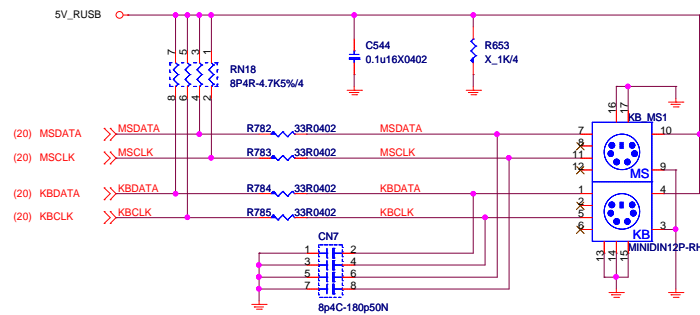 5V_RUSB
7 5 3 1
RN18
8P4R-4.7K5%/4
8 6 4 2
C544
0.1u16X0402
R653
X_1K/4
16 17
KB_MS1
(20) MSDATA MSDATA R782 33R0402 MSDATA 7 10
8
(20) MSCLK MSCLK R783 33R0402 MSCLK 11
12 9
MS
(20) KBDATA KBDATA R784 33R0402 KBDATA 1 4
2
(20) KBCLK KBCLK R785 33R0402 KBCLK 5
6 3
KB
MINIDIN12P-RH
13 14 15
CN7
1 2
3 4
5 6
7 8
8p4C-180p50N